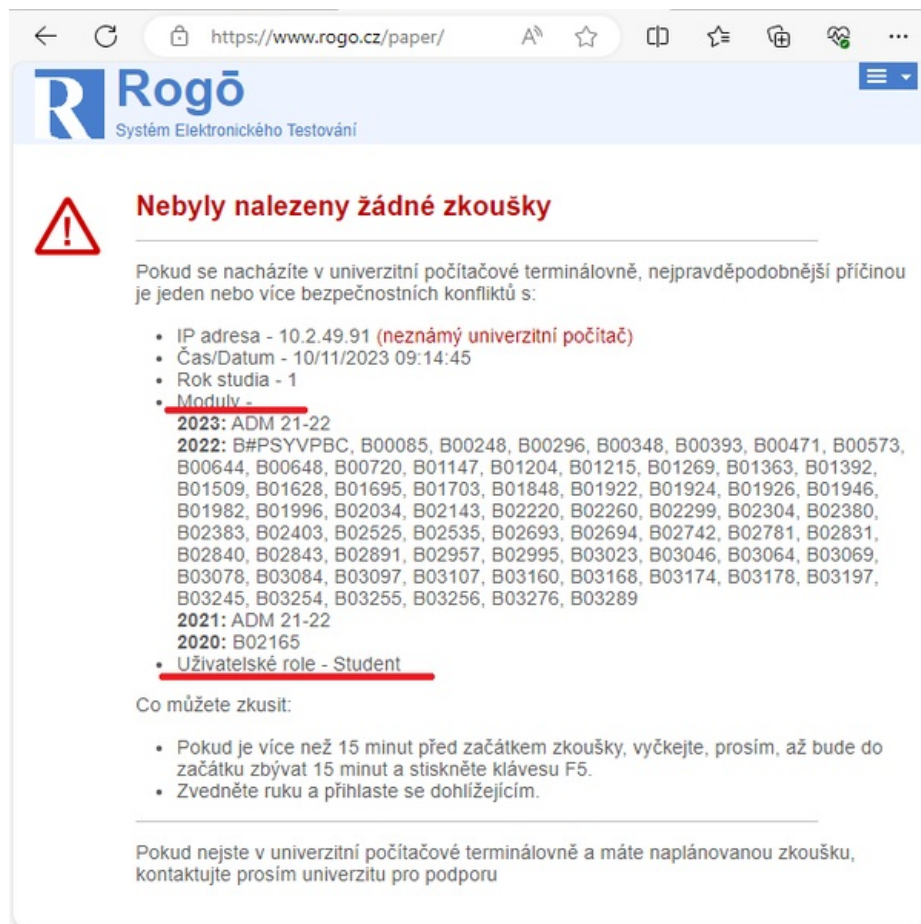 https://www.rogo.cz/paper/
Rogō
Systém Elektronického Testování
Nebyly nalezeny žádné zkoušky
Pokud se nacházíte v univerzitní počítačové terminálovně, nejpravděpodobnější příčinou
je jeden nebo více bezpečnostních konfliktů s:
• IP adresa - 10.2.49.91 (neznámý univerzitní počítač)
• Čas/Datum - 10/11/2023 09:14:45
• Rok studia - 1
• Moduly -
2023: ADM 21-22
2022: B#PSYVPBC, B00085, B00248, B00296, B00348, B00393, B00471, B00573,
B00644, B00648, B00720, B01147, B01204, B01215, B01269, B01363, B01392,
B01509, B01628, B01695, B01703, B01848, B01922, B01924, B01926, B01946,
B01982, B01996, B02034, B02143, B02220, B02260, B02299, B02304, B02380,
B02383, B02403, B02525, B02535, B02693, B02694, B02742, B02781, B02831,
B02840, B02843, B02891, B02957, B02995, B03023, B03046, B03064, B03069,
B03078, B03084, B03097, B03107, B03160, B03168, B03174, B03178, B03197,
B03245, B03254, B03255, B03256, B03276, B03289
2021: ADM 21-22
2020: B02165
• Uživatelské role - Student
Co můžete zkusit:
• Pokud je více než 15 minut před začátkem zkoušky, vyčkejte, prosím, až bude do
začátku zbývat 15 minut a stiskněte klávesu F5.
• Zvedněte ruku a přihlaste se dohlížejícím.
Pokud nejste v univerzitní počítačové terminálovně a máte naplánovanou zkoušku,
kontaktujte prosím univerzitu pro podporu